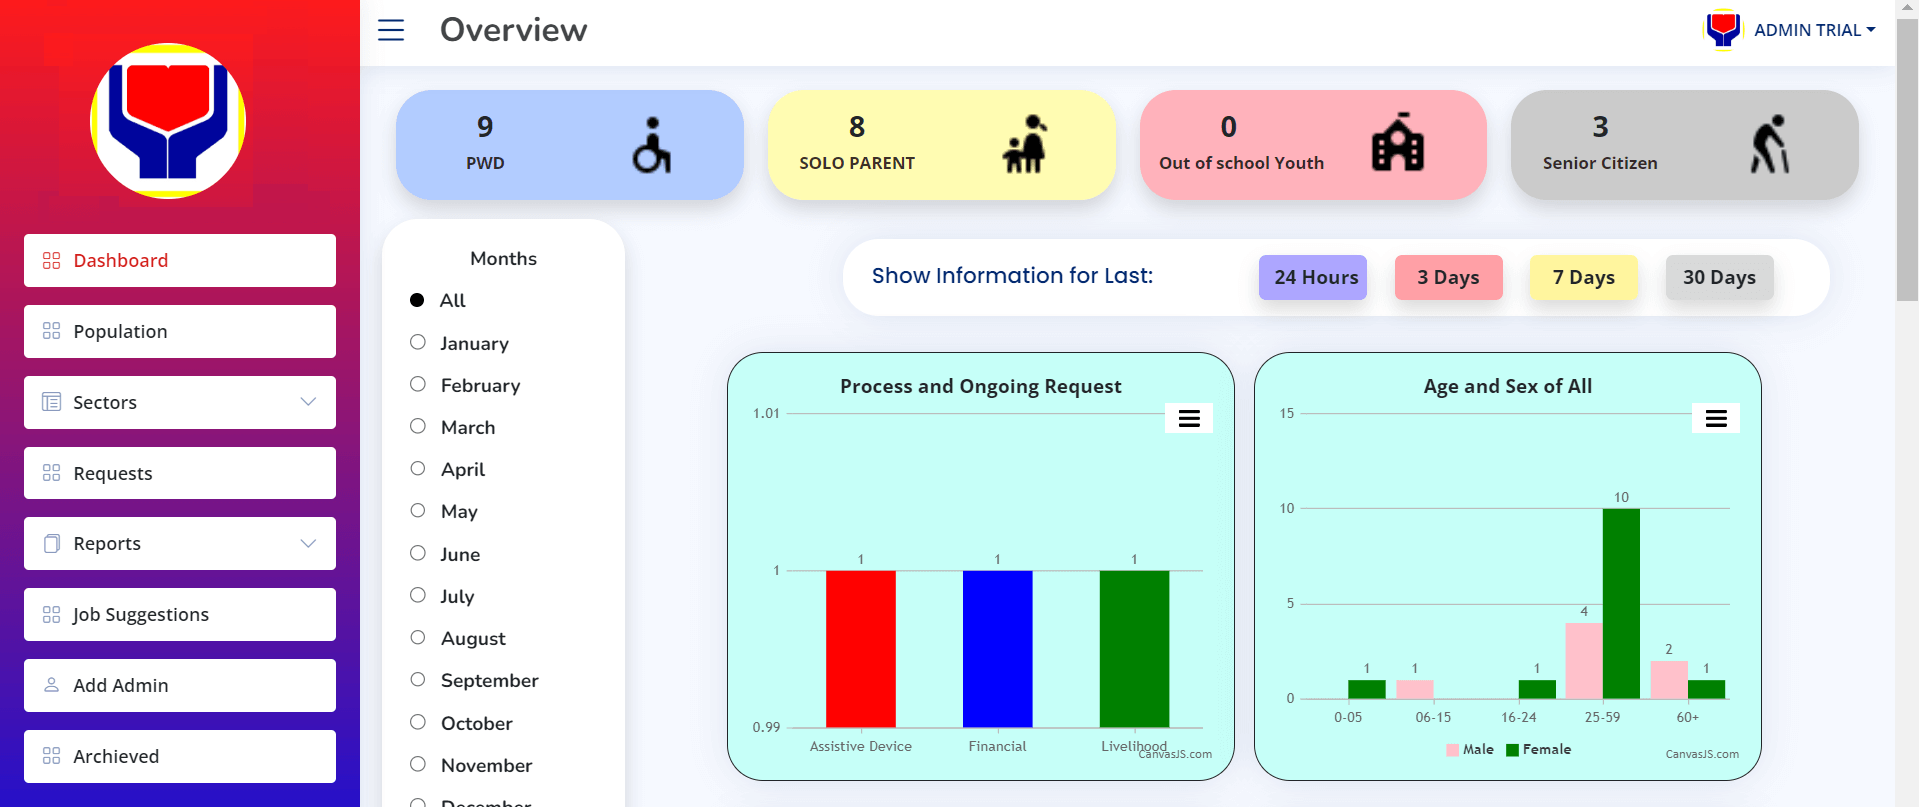 Overview
ADMIN TRIAL
Dashboard
Population
Sectors
Requests
Reports
Job Suggestions
Add Admin
Archieved
9
PWD
8
SOLO PARENT
0
Out of school Youth
3
Senior Citizen
Months
All
January
February
March
April
May
June
July
August
September
October
November
December
Show Information for Last:
24 Hours
3 Days
7 Days
30 Days
Process and Ongoing Request
1.01
1
0.99
1
1
1
Assistive Device
Financial
Livelihood
CanvasJS.com
Age and Sex of All
15
10
5
0
1
1
1
4
10
2
1
0-05
06-15
16-24
25-59
60+
Male
Female
CanvasJS.com